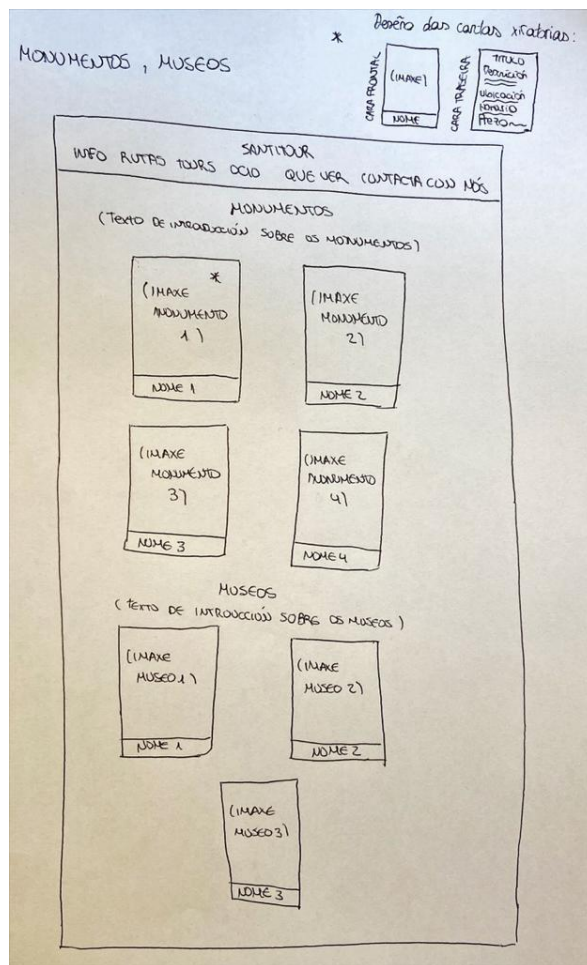 * Deseño das cartas xiratorias:
MONUMENTOS, MUSEOS
CARA FRONTAL
(IMAXE)
NOME
CARA TRASEIRA
TITULO
Descrición
Ubicación
Horario
Prezo
SANTITOUR
INFO RUTAS TOURS OCIO QUE VER CONTACTA CON NÓS
MONUMENTOS
(TEXTO DE INTRODUCCIÓN SOBRE OS MONUMENTOS)
*
(IMAXE
MONUMENTO
1)
NOME 1
(IMAXE
MONUMENTO
2)
NOME 2
(IMAXE
MONUMENTO
3)
NOME 3
(IMAXE
MONUMENTO
4)
NOME 4
MUSEOS
(TEXTO DE INTRODUCCIÓN SOBRE OS MUSEOS)
(IMAXE
MUSEO 1)
NOME 1
(IMAXE
MUSEO 2)
NOME 2
(IMAXE
MUSEO 3)
NOME 3